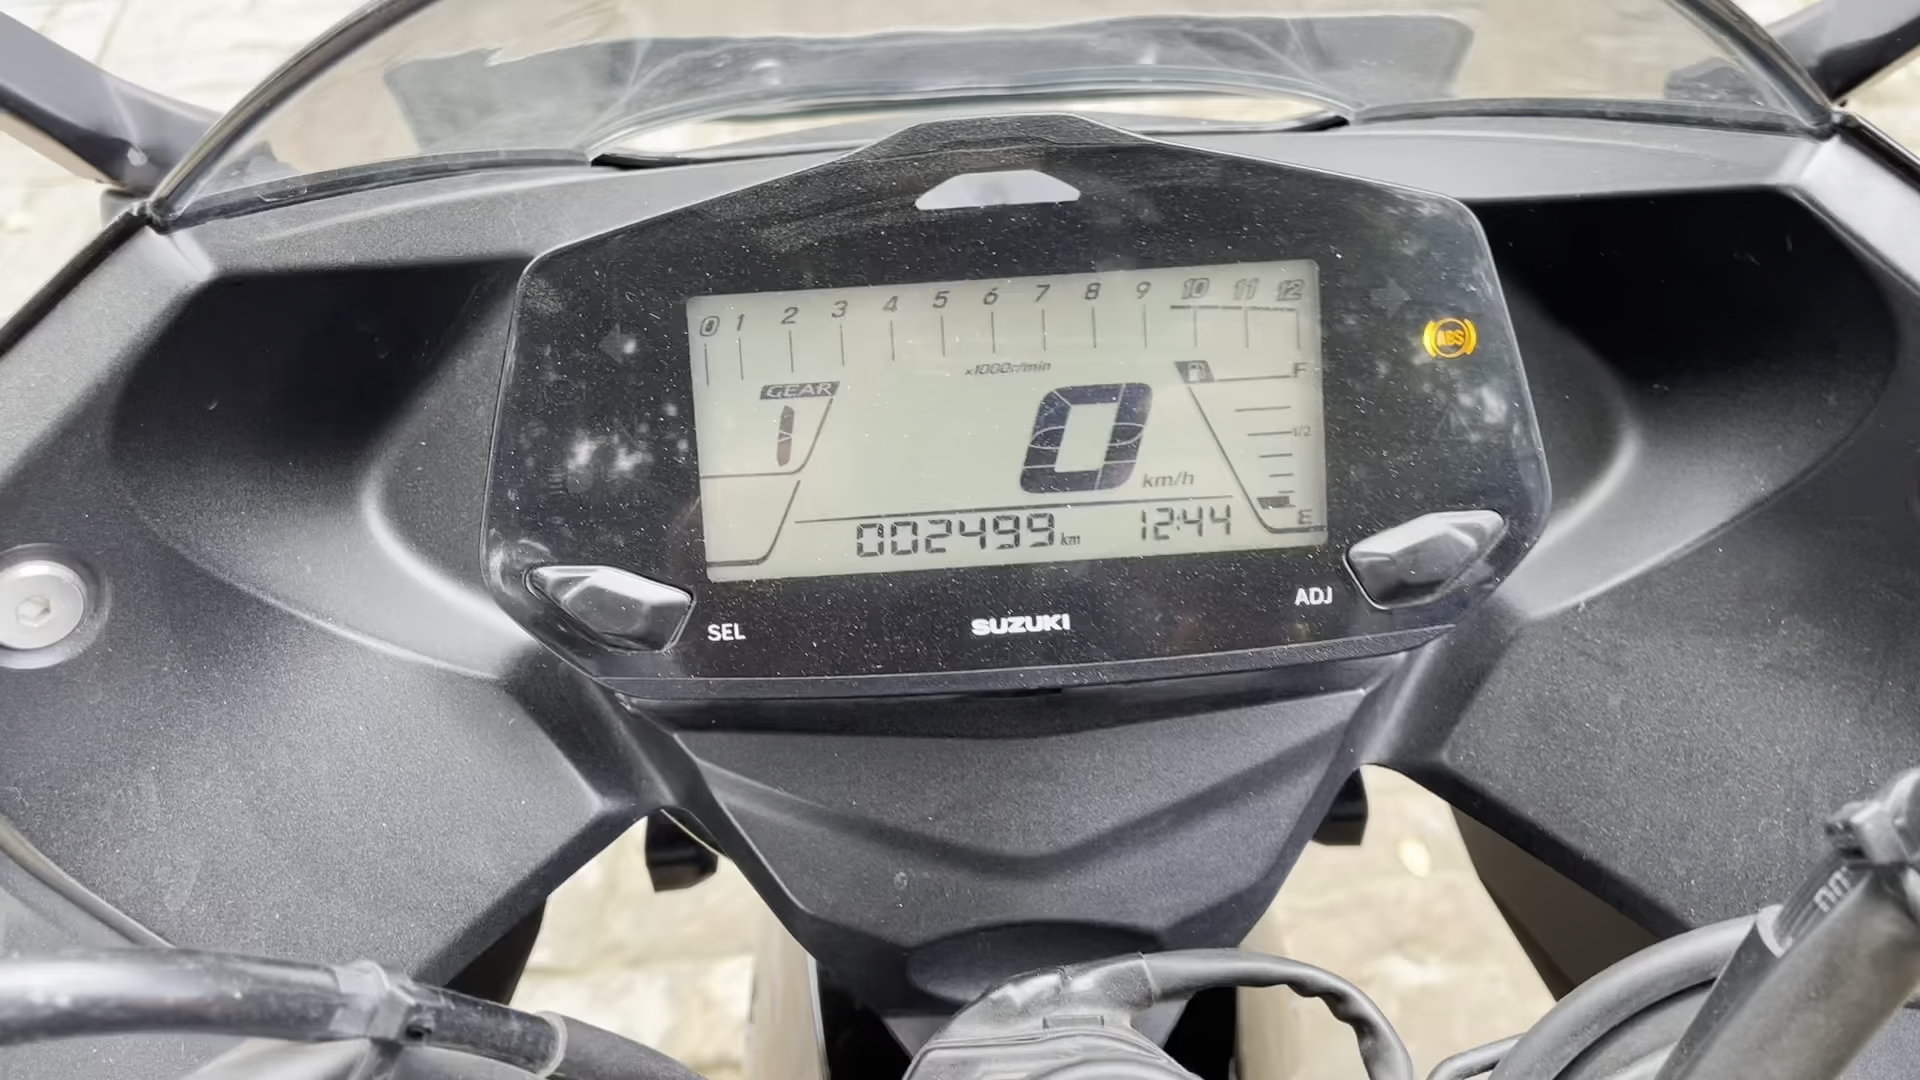 0 1 2 3 4 5 6 7 8 9 10 11 12
×1000r/min
GEAR
1
0 km/h
F
1/2
E
002499 km 12:44
ABS
SEL
SUZUKI
ADJ